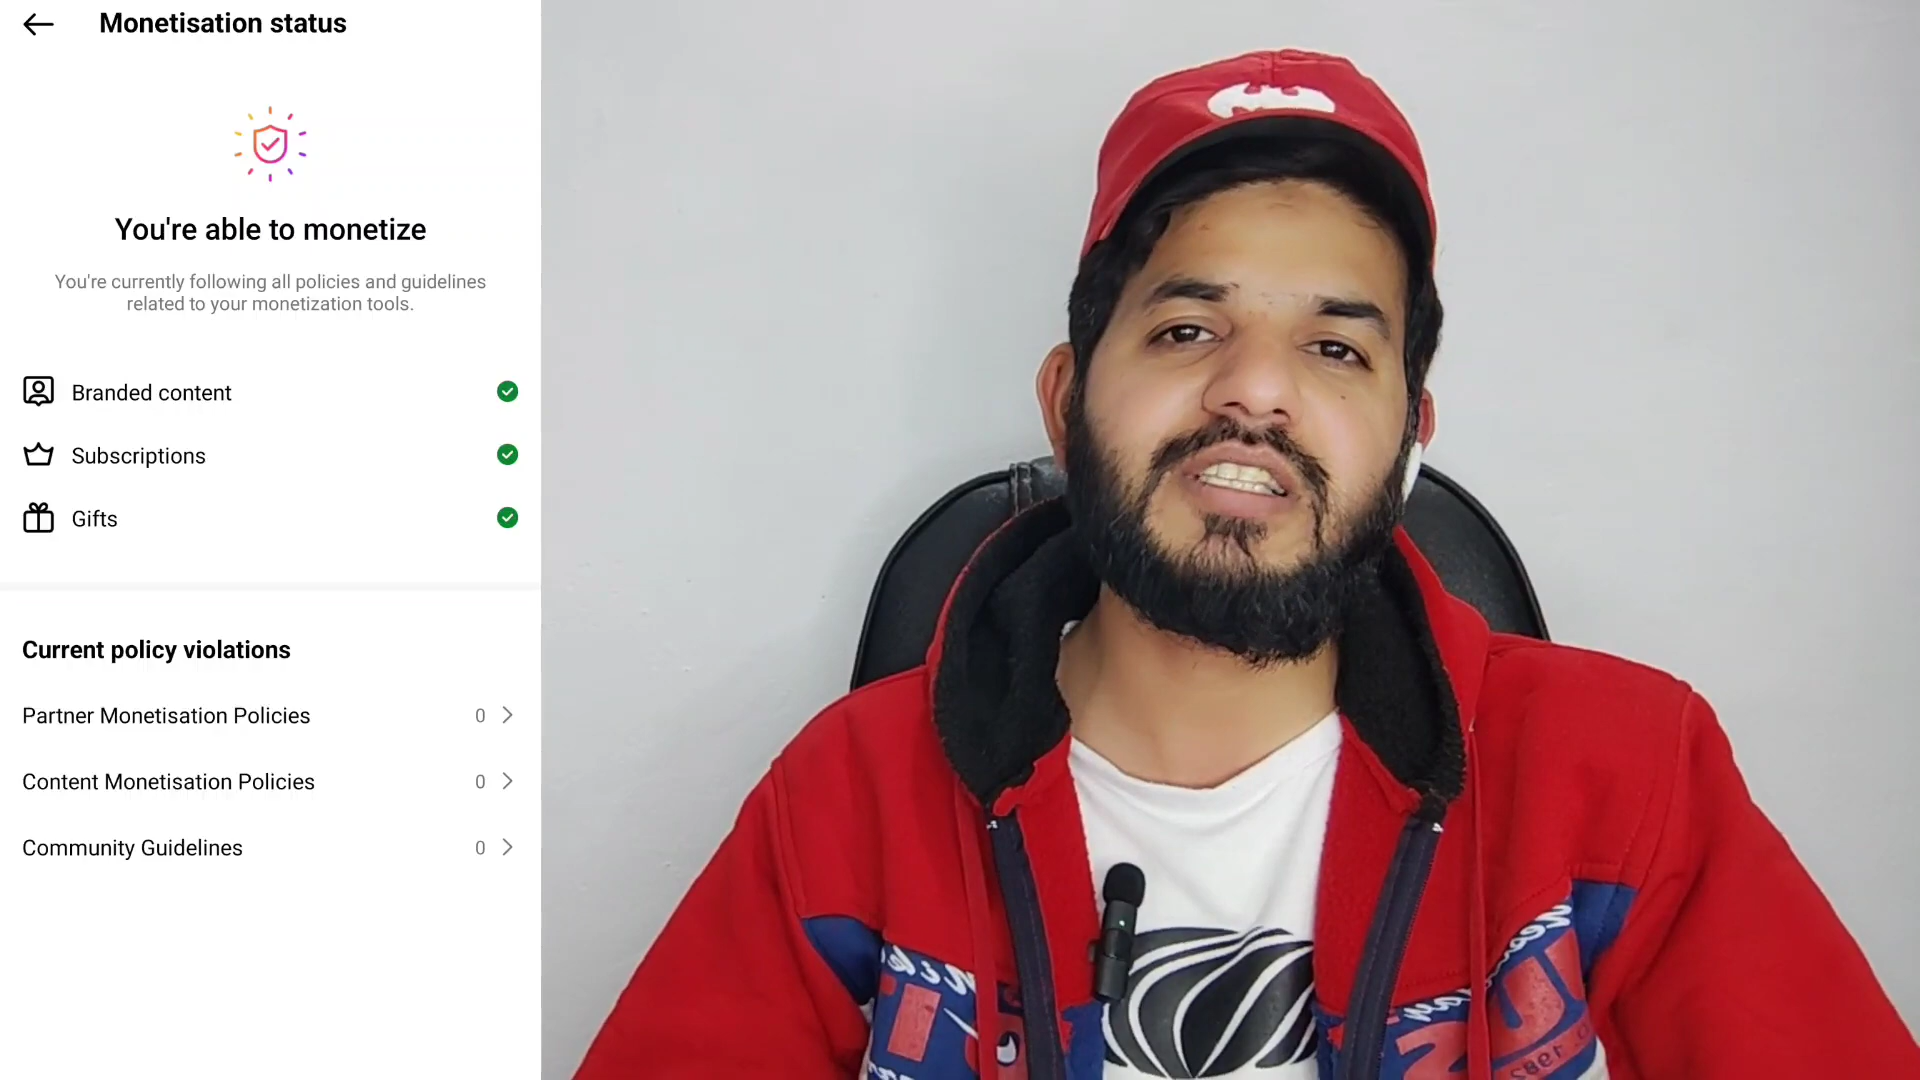 Monetisation status
You're able to monetize
You're currently following all policies and guidelines
related to your monetization tools.
Branded content
Subscriptions
Gifts
Current policy violations
Partner Monetisation Policies 0
Content Monetisation Policies 0
Community Guidelines 0
1982